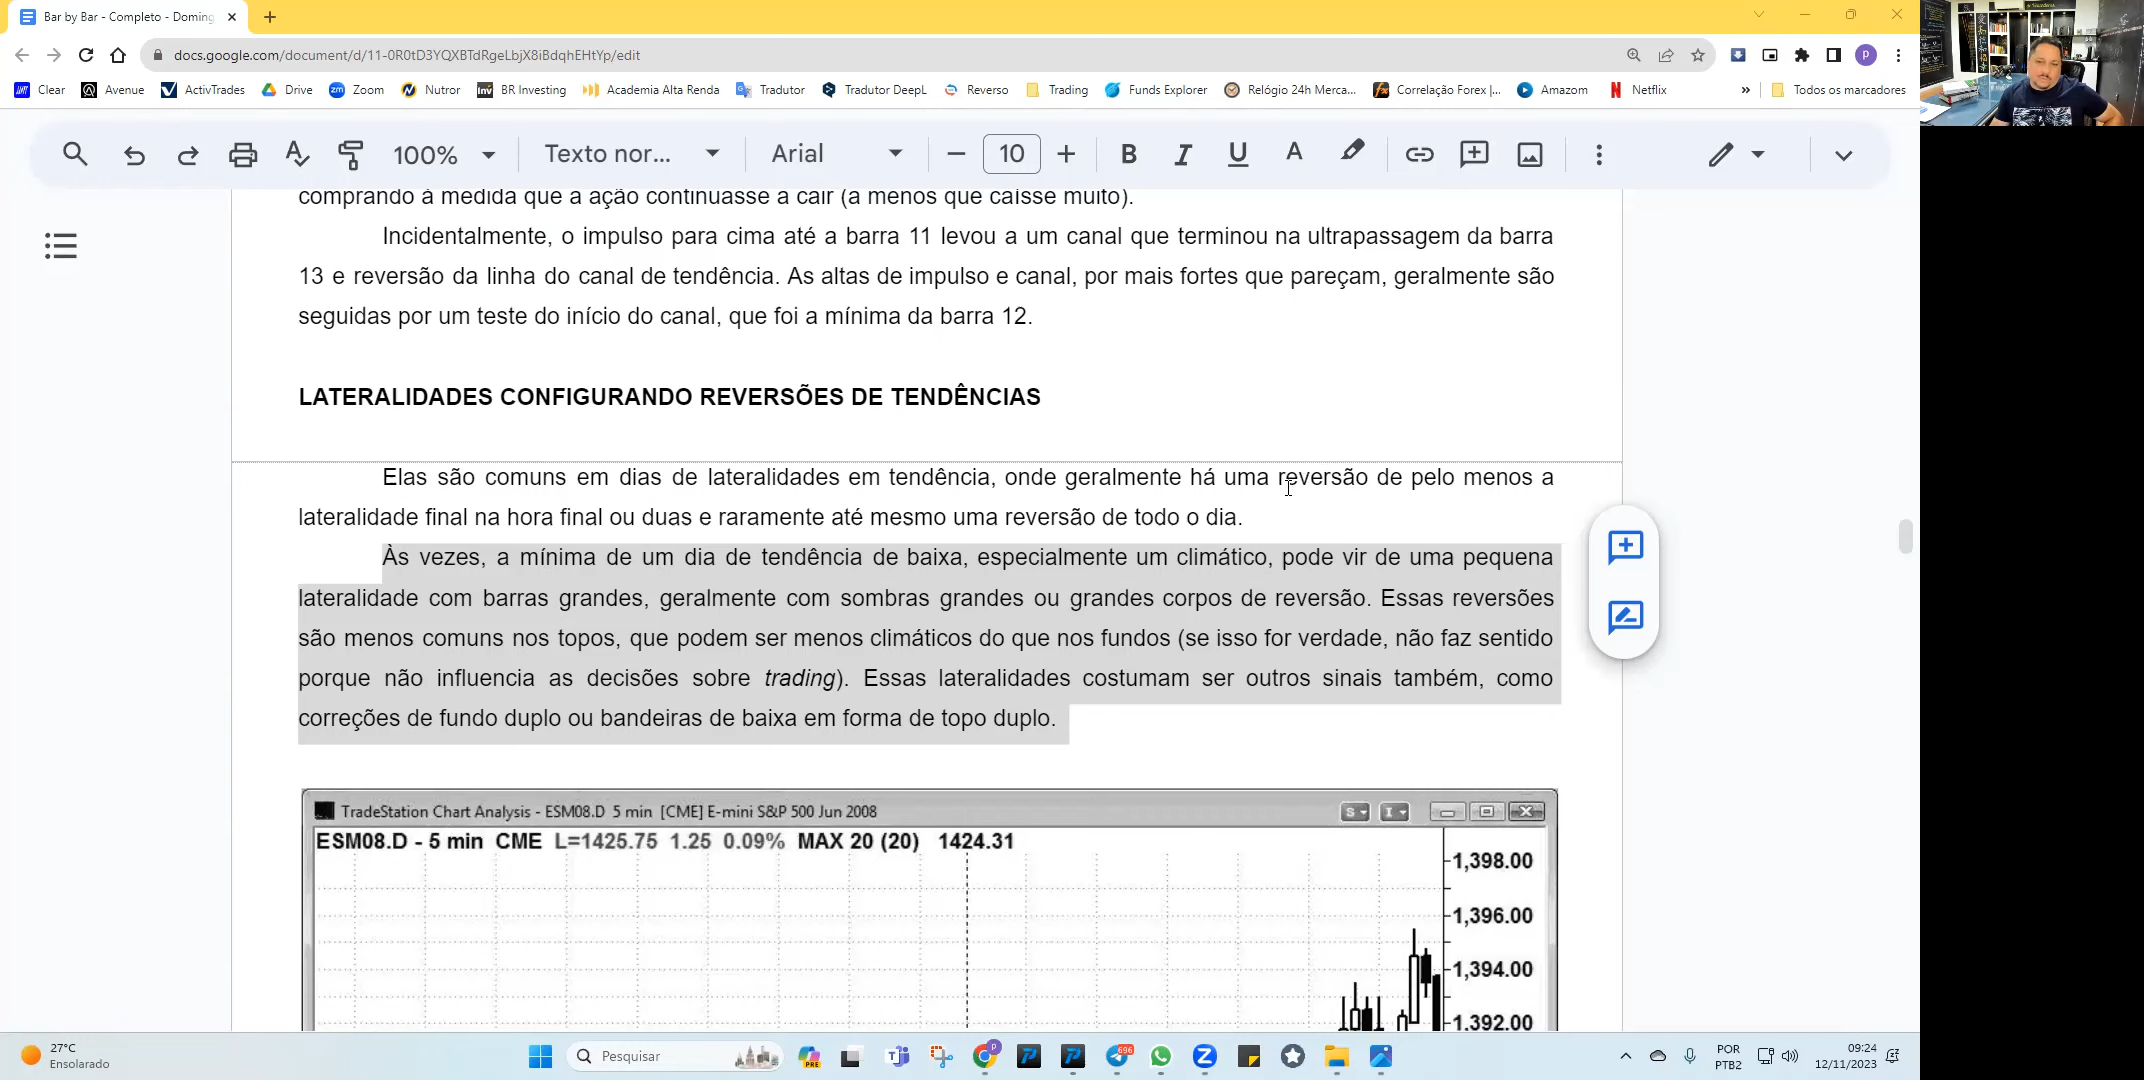 Bar by Bar - Completo - Doming
docs.google.com/document/d/11-0R0tD3YQXBTdRgeLbjX8iBdqhEHtYp/edit
Clear Avenue ActivTrades Drive Zoom Nutror BR Investing Academia Alta Renda Tradutor Tradutor DeepL Reverso Trading Funds Explorer Relógio 24h Merca... Correlação Forex |... Amazom Netflix » Todos os marcadores
100% Texto nor... Arial 10 B I U A
comprando à medida que a ação continuasse a cair (a menos que caísse muito).
Incidentalmente, o impulso para cima até a barra 11 levou a um canal que terminou na ultrapassagem da barra
13 e reversão da linha do canal de tendência. As altas de impulso e canal, por mais fortes que pareçam, geralmente são
seguidas por um teste do início do canal, que foi a mínima da barra 12.
LATERALIDADES CONFIGURANDO REVERSÕES DE TENDÊNCIAS
Elas são comuns em dias de lateralidades em tendência, onde geralmente há uma reversão de pelo menos a
lateralidade final na hora final ou duas e raramente até mesmo uma reversão de todo o dia.
Às vezes, a mínima de um dia de tendência de baixa, especialmente um climático, pode vir de uma pequena
lateralidade com barras grandes, geralmente com sombras grandes ou grandes corpos de reversão. Essas reversões
são menos comuns nos topos, que podem ser menos climáticos do que nos fundos (se isso for verdade, não faz sentido
porque não influencia as decisões sobre trading). Essas lateralidades costumam ser outros sinais também, como
correções de fundo duplo ou bandeiras de baixa em forma de topo duplo.
TradeStation Chart Analysis - ESM08.D 5 min [CME] E-mini S&P 500 Jun 2008
ESM08.D - 5 min CME L=1425.75 1.25 0.09% MAX 20 (20) 1424.31
1,398.00
1,396.00
1,394.00
1,392.00
27°C
Ensolarado
Pesquisar
696
POR
PTB2
09:24
12/11/2023